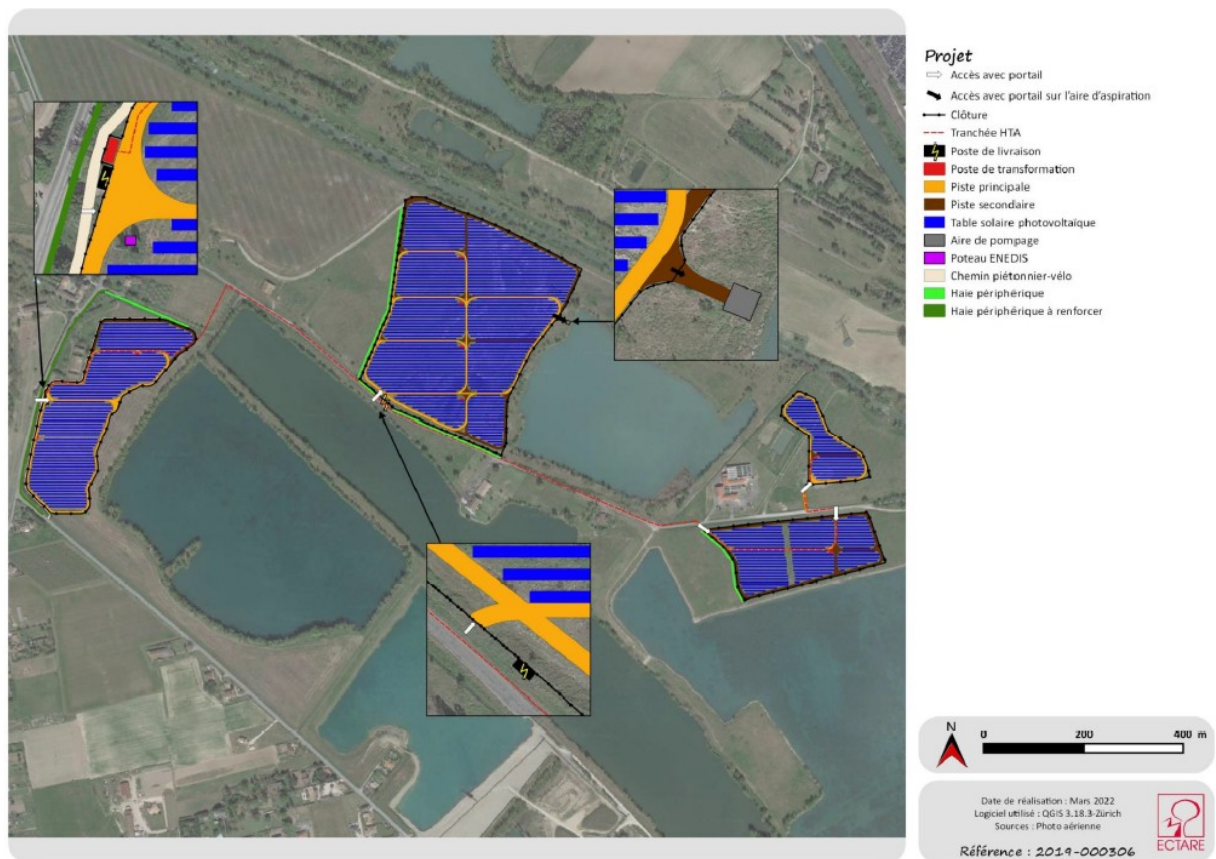 Projet
Accès avec portail
Accès avec portail sur l'aire d'aspiration
Clôture
Tranchée HTA
Poste de livraison
Poste de transformation
Piste principale
Piste secondaire
Table solaire photovoltaïque
Aire de pompage
Poteau ENEDIS
Chemin piétonnier-vélo
Haie périphérique
Haie périphérique à renforcer
N
0 200 400 m
Date de réalisation : Mars 2022
Logiciel utilisé : QGIS 3.18.3-Zürich
Sources : Photo aérienne
Référence : 2019-000306
ECTARE